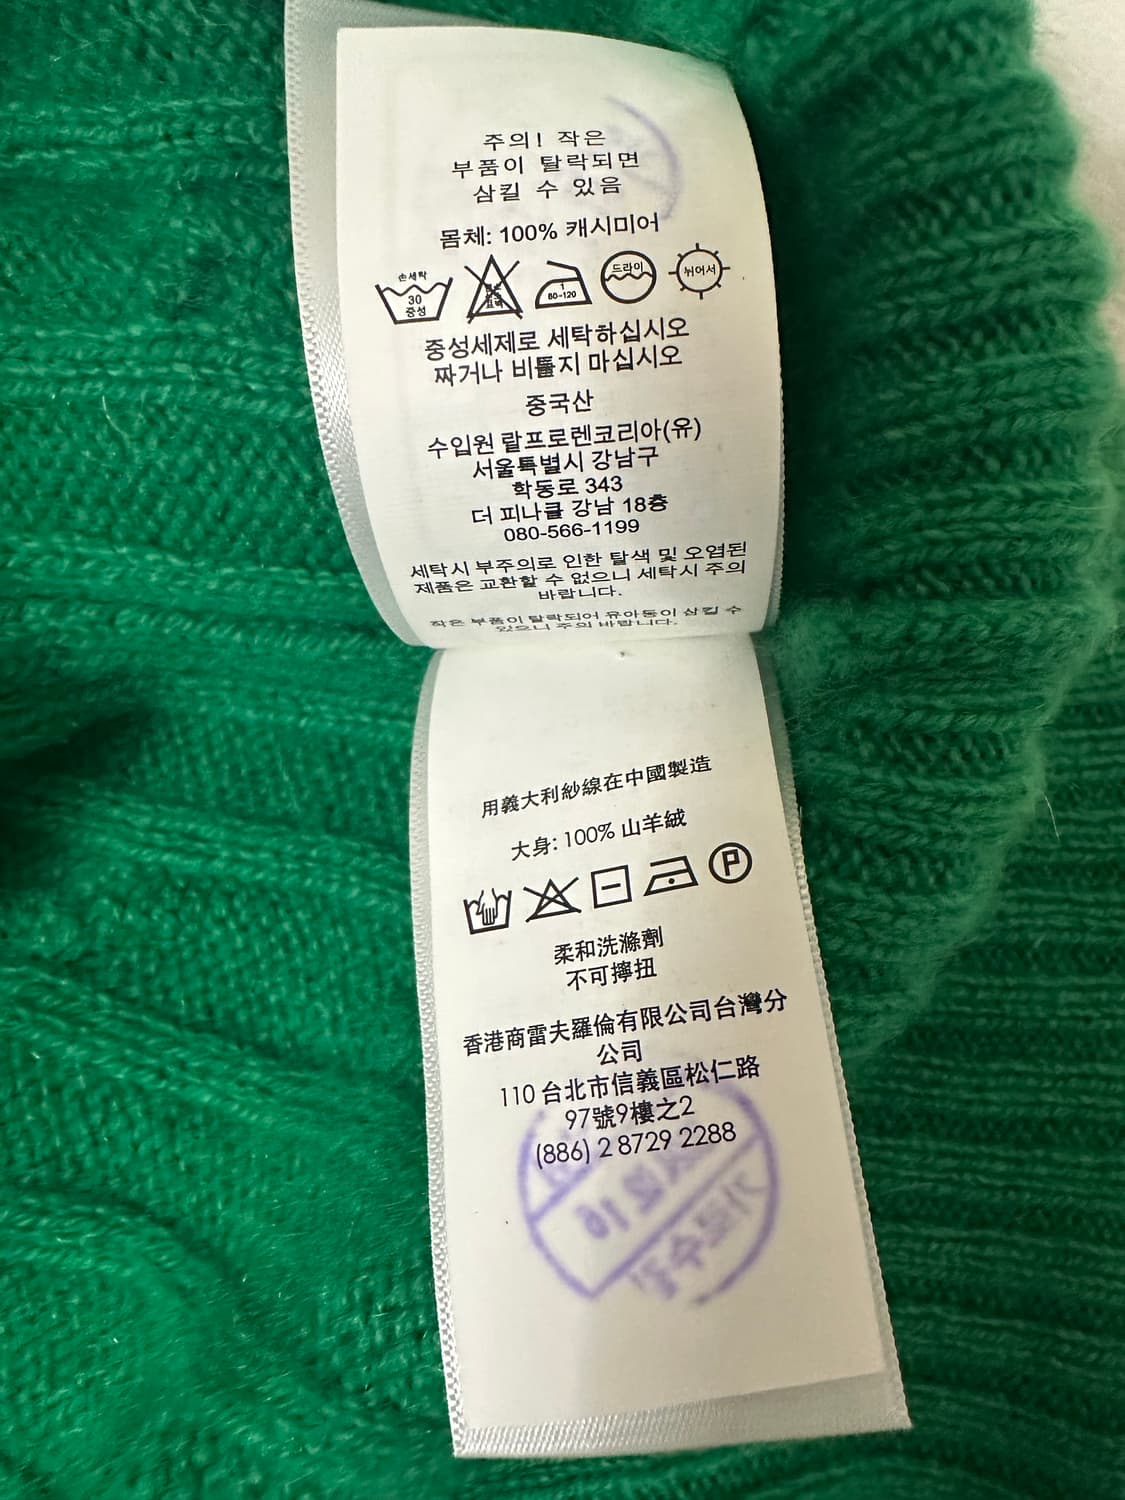 주의! 작은
부품이 탈락되면
삼킬 수 있음
몸체: 100% 캐시미어
손세탁
30
중성
1
80-120
드라이
뉘어서
중성세제로 세탁하십시오
짜거나 비틀지 마십시오
중국산
수입원 랄프로렌코리아(유)
서울특별시 강남구
학동로 343
더 피나클 강남 18층
080-566-1199
세탁시 부주의로 인한 탈색 및 오염된
제품은 교환할 수 없으니 세탁시 주의
바랍니다.
작은 부품이 탈락되어 유아동이 삼킬 수
있으니 주의 바랍니다.
用義大利紗線在中國製造
大身: 100% 山羊絨
P
柔和洗滌劑
不可擰扭
香港商雷夫羅倫有限公司台灣分
公司
110 台北市信義區松仁路
97號9樓之2
(886) 2 8729 2288